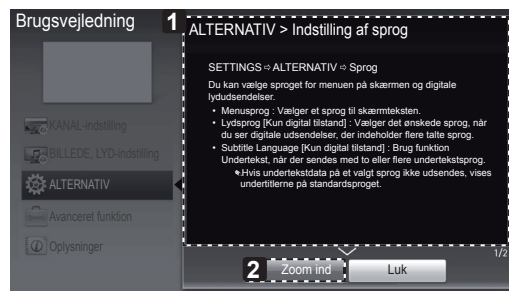 Brugsvejledning
1
ALTERNATIV > Indstilling af sprog
SETTINGS ⇨ ALTERNATIV ⇨ Sprog
Du kan vælge sproget for menuen på skærmen og digitale
lydudsendelser.
• Menusprog : Vælger et sprog til skærmteksten.
• Lydsprog [Kun digital tilstand] : Vælger det ønskede sprog, når
du ser digitale udsendelser, der indeholder flere talte sprog.
• Subtitle Language [Kun digital tilstand] : Brug funktion
Undertekst, når der sendes med to eller flere undertekstsprog.
Hvis undertekstdata på et valgt sprog ikke udsendes, vises
undertitlerne på standardsproget.
KANAL-indstilling
BILLEDE, LYD-indstilling
ALTERNATIV
Avanceret funktion
Oplysninger
1/2
2
Zoom ind
Luk